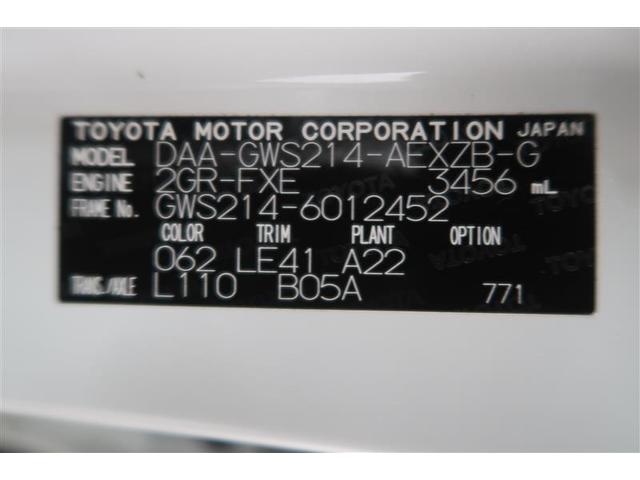 TOYOTA MOTOR CORPORATION JAPAN
MODEL DAA-GWS214-AEXZB-G
ENGINE 2GR-FXE 3456 mL
FRAME No. GWS214-6012452
COLOR TRIM PLANT OPTION
062 LE41 A22
TRANS./AXLE L110 B05A 771